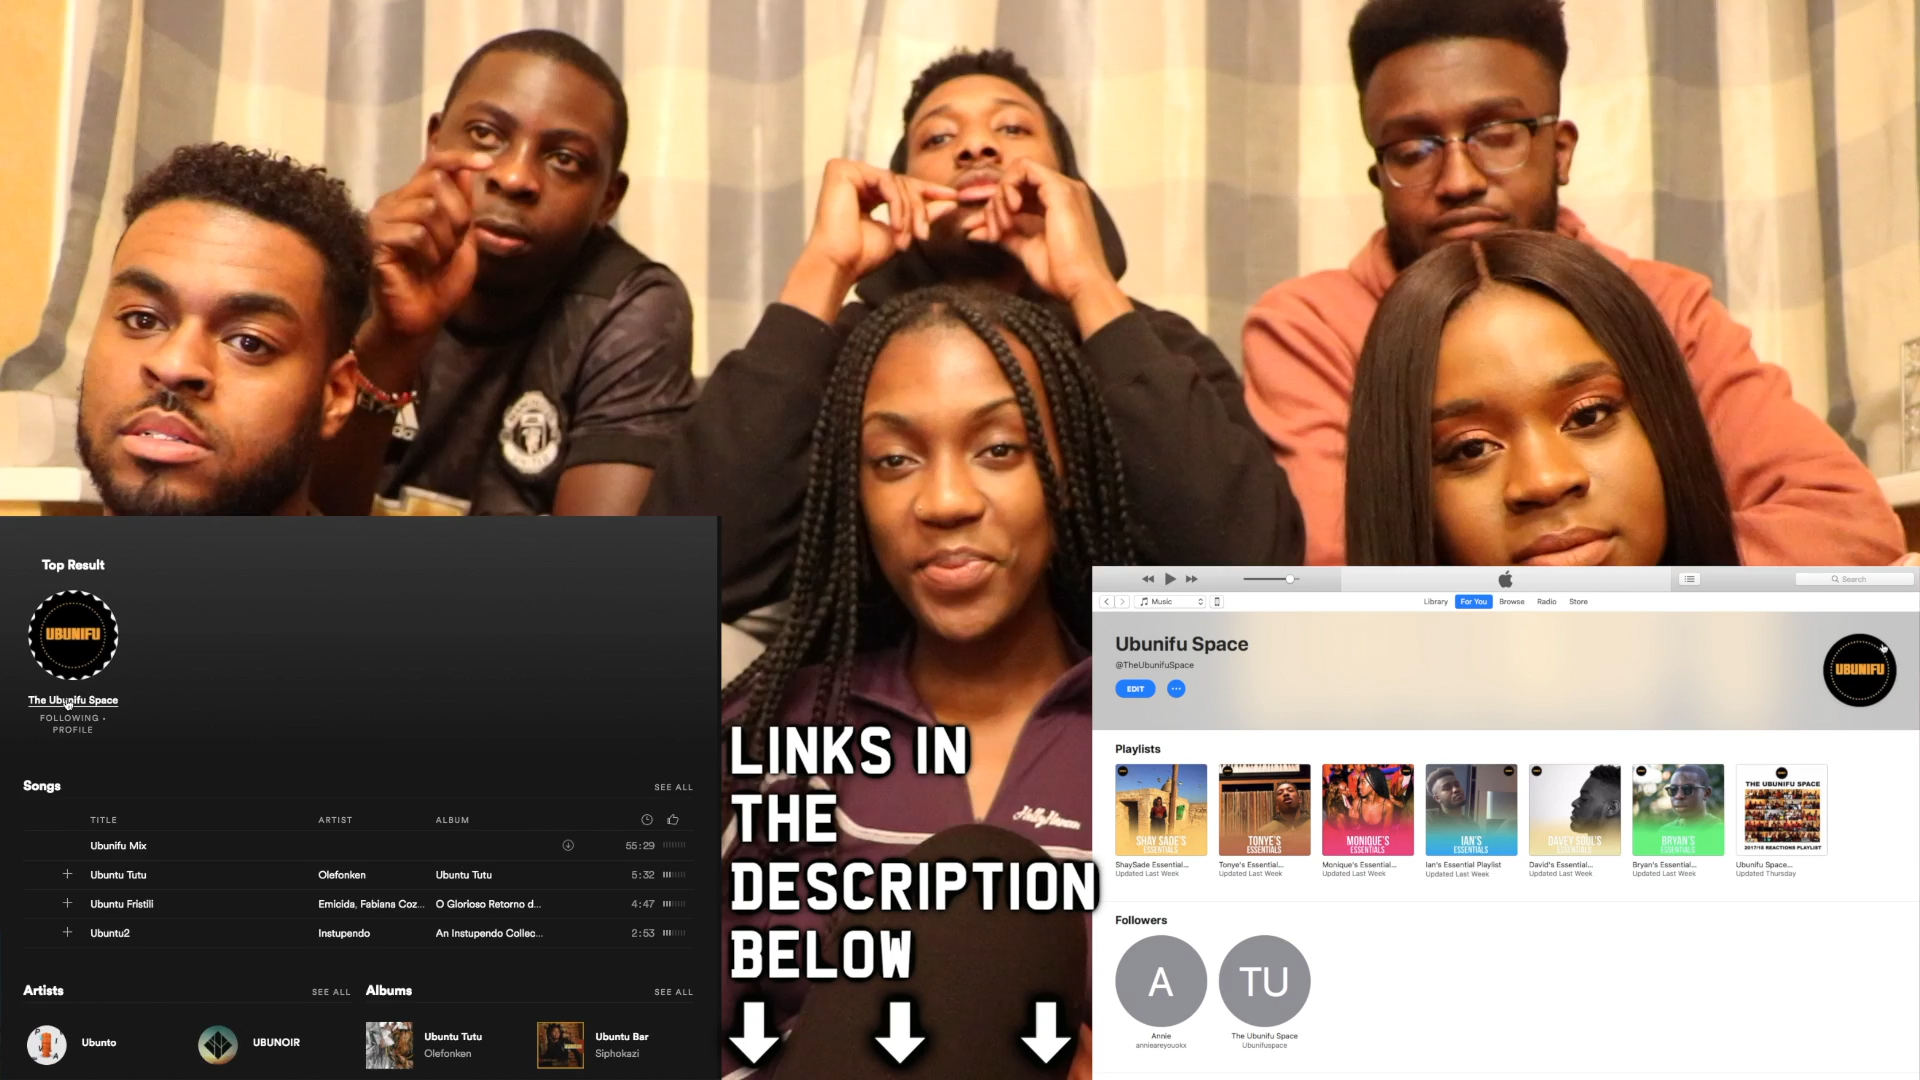 Top Result
UBUNIFU
The Ubunifu Space
FOLLOWING •
PROFILE
Songs
SEE ALL
TITLE ARTIST ALBUM
Ubunifu Mix 55:29
Ubuntu Tutu Olefonken Ubuntu Tutu 5:32
Ubuntu Fristili Emicida, Fabiana Coz... O Glorioso Retorno d... 4:47
Ubuntu2 Instupendo An Instupendo Collec... 2:53
Artists SEE ALL
Albums SEE ALL
Ubunto
UBUNOIR
Ubuntu Tutu
Olefonken
Ubuntu Bar
Siphokazi
LINKS IN
THE
DESCRIPTION
BELOW
Search
Music
Library For You Browse Radio Store
Ubunifu Space
@TheUbunifuSpace
EDIT
UBUNIFU
Playlists
SHAY SADE'S
ESSENTIALS
TONYE'S
ESSENTIALS
MONIQUE'S
ESSENTIALS
IAN'S
ESSENTIALS
DAVEY SOUL'S
ESSENTIALS
BRYAN'S
ESSENTIALS
THE UBUNIFU SPACE
2017/18 REACTIONS PLAYLIST
ShaySade Essential...
Updated Last Week
Tonye's Essential...
Updated Last Week
Monique's Essential...
Updated Last Week
Ian's Essential Playlist
Updated Last Week
David's Essential...
Updated Last Week
Bryan's Essential...
Updated Last Week
Ubunifu Space...
Updated Thursday
Followers
A
TU
Annie
annieareyouokx
The Ubunifu Space
Ubunifuspace